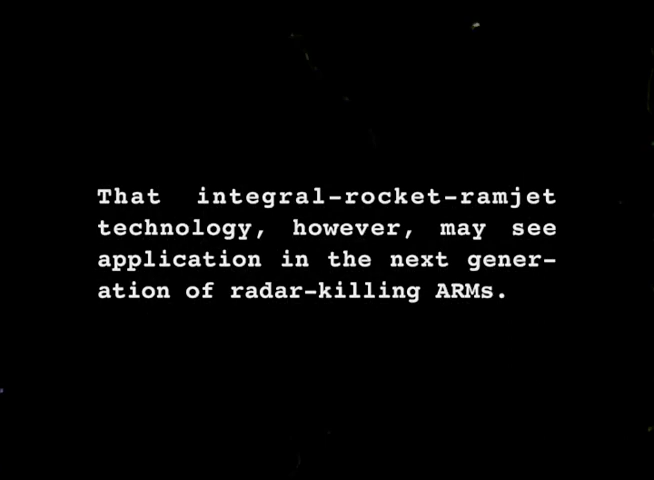 That integral-rocket-ramjet
technology, however, may see
application in the next gener-
ation of radar-killing ARMs.